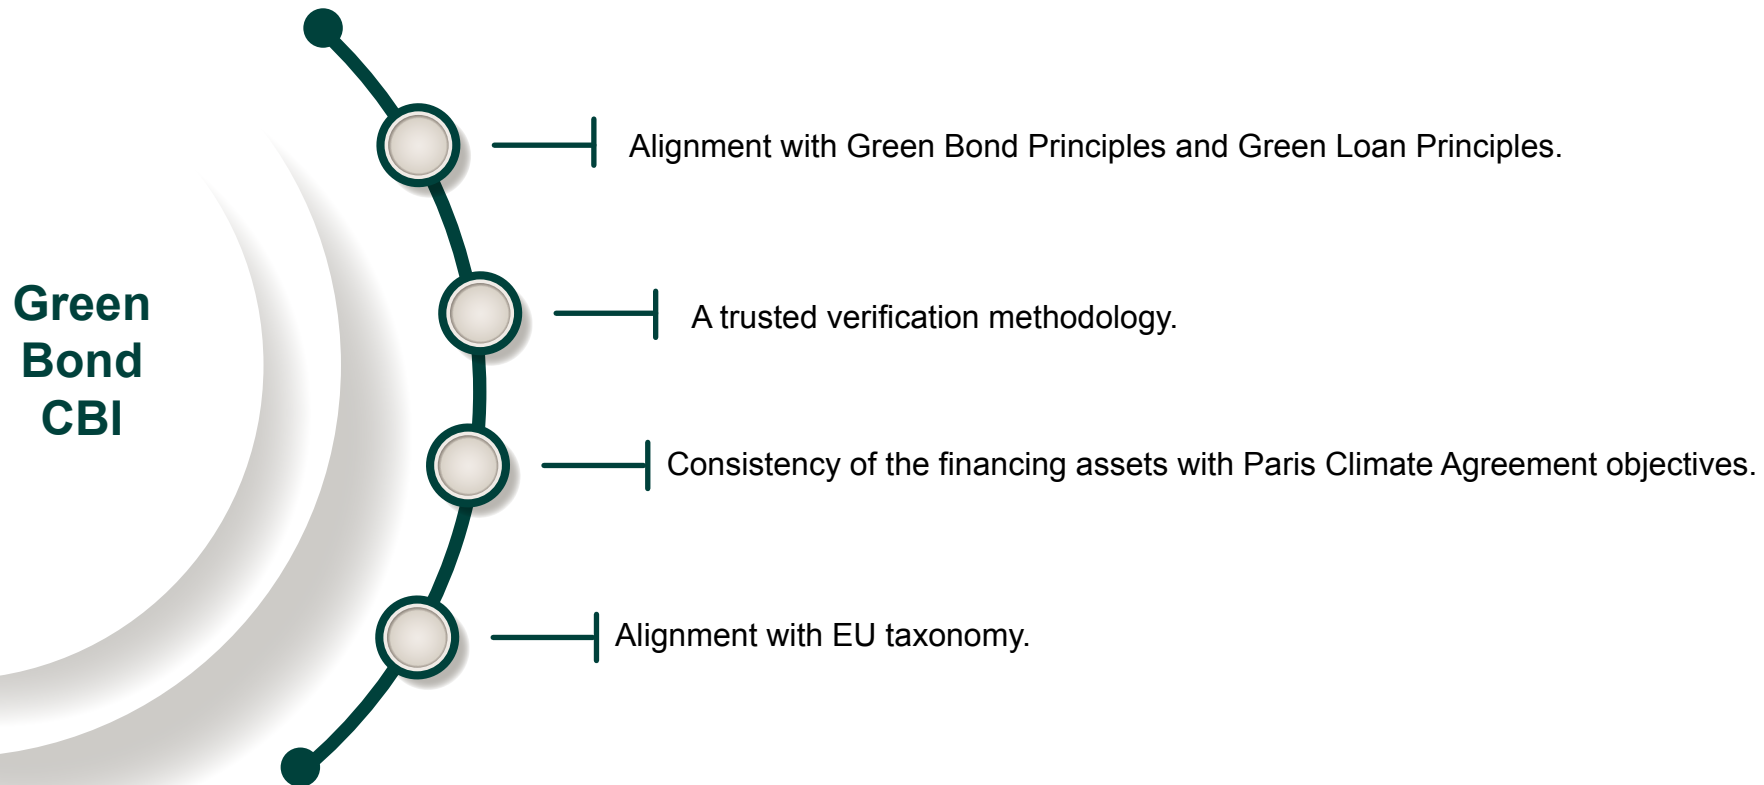 Green
Bond
CBI
Alignment with Green Bond Principles and Green Loan Principles.
A trusted verification methodology.
Consistency of the financing assets with Paris Climate Agreement objectives.
Alignment with EU taxonomy.